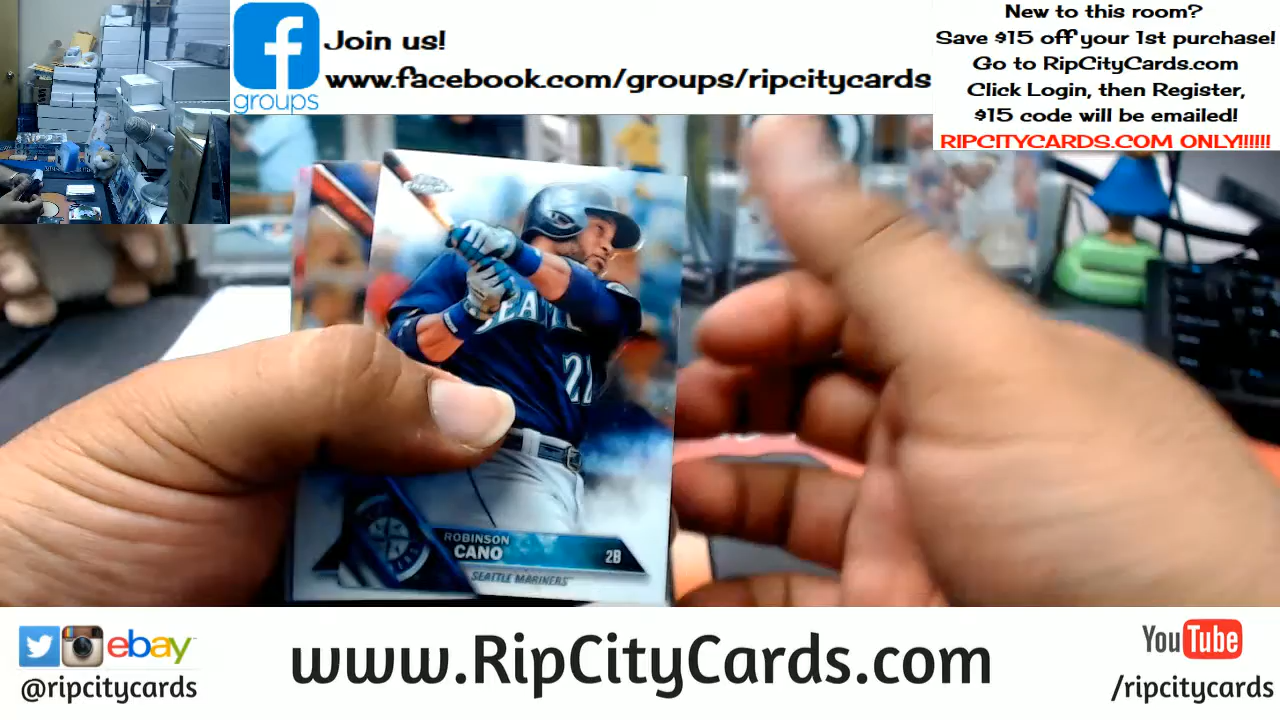 groups
Join us!
www.facebook.com/groups/ripcitycards
New to this room?
Save $15 off your 1st purchase!
Go to RipCityCards.com
Click Login, then Register,
$15 code will be emailed!
RIPCITYCARDS.COM ONLY!!!!!!
SEATTLE
22
ROBINSON
CANO
2B
SEATTLE MARINERS
ebay
@ripcitycards
www.RipCityCards.com
YouTube
/ripcitycards